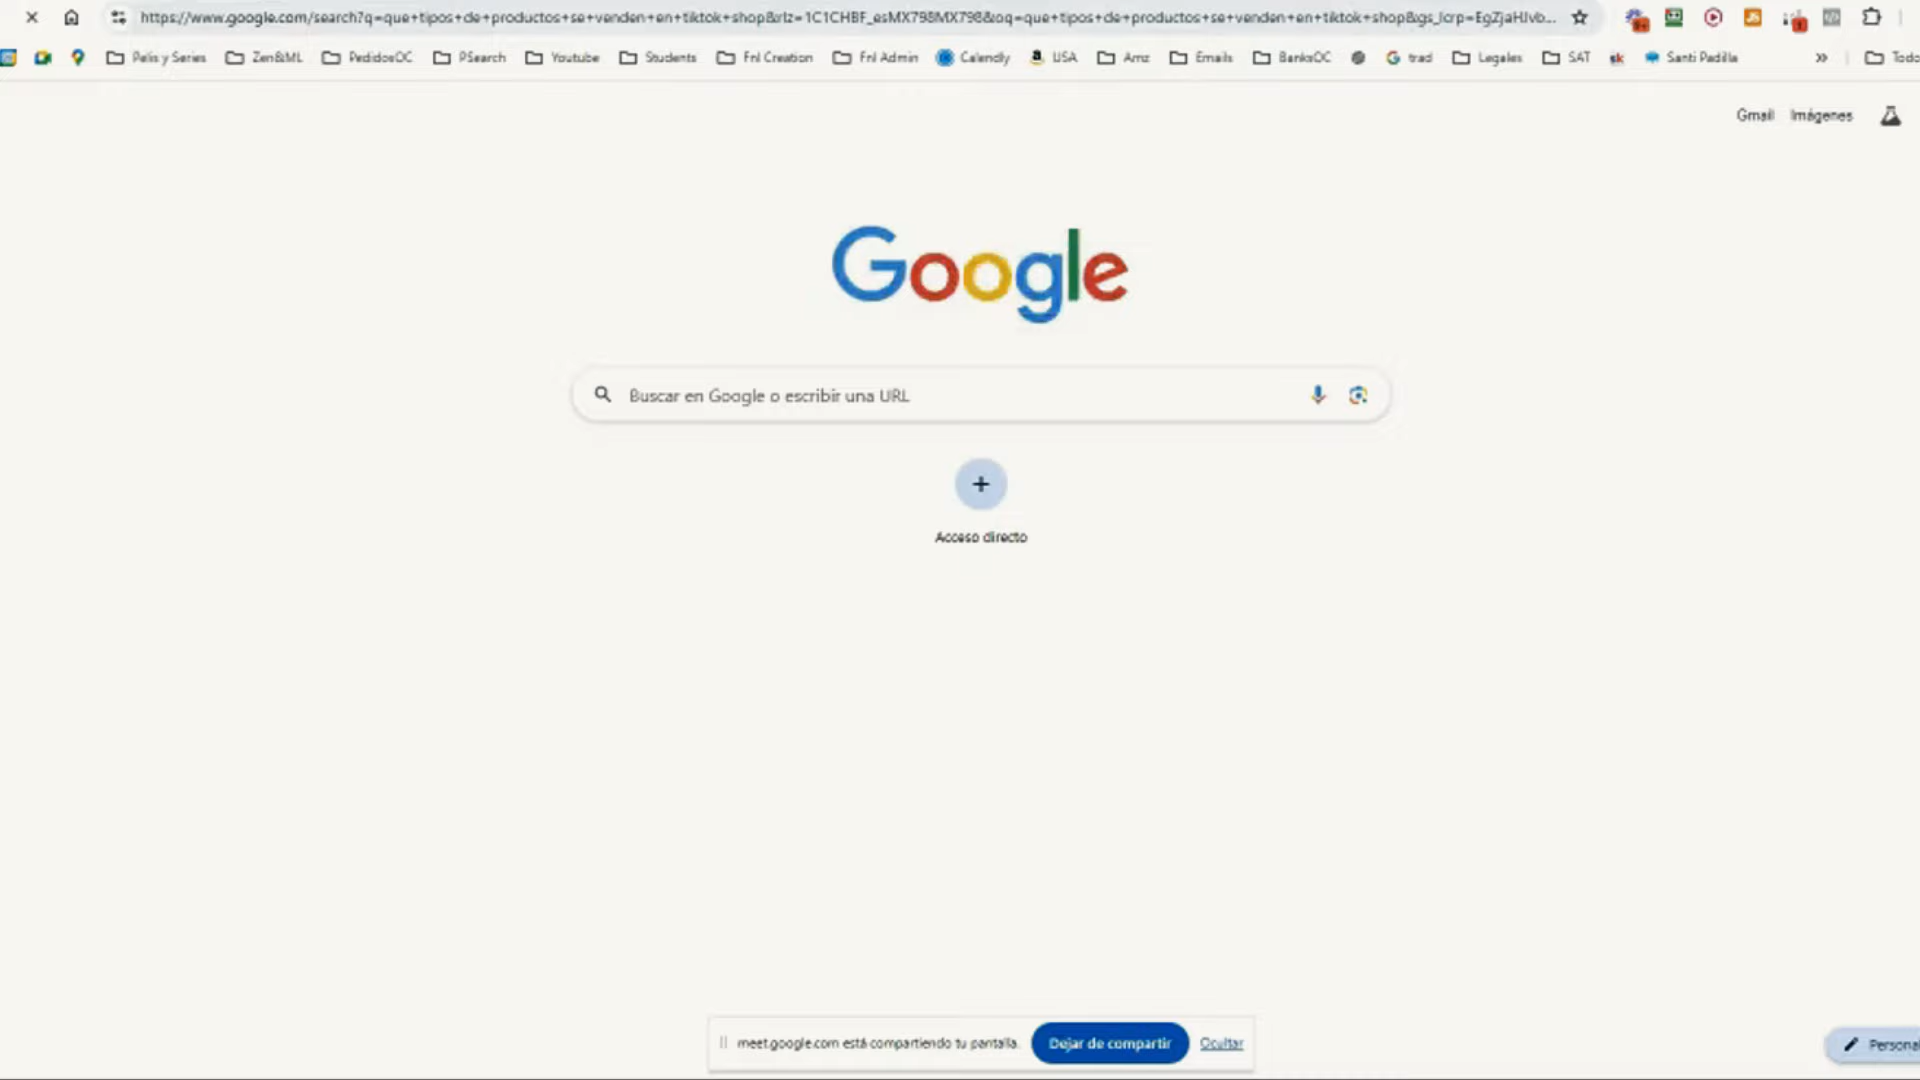 https://www.google.com/search?q=que+tipos+de+productos+se+venden+en+tiktok+shop&rlz=1C1CHBF_esMX798MX798&oq=que+tipos+de+productos+se+venden+en+tiktok+shop&gs_lcrp=EgZjaHJvb...
Pelis y Series Zen&ML PedidosOC PSearch Youtube Students Fnl Creation Fnl Admin Calendly USA Amz Emails BanksOC trad Legales SAT sk Santi Padilla » Todo
Gmail Imágenes
Google
Buscar en Google o escribir una URL
Acceso directo
meet.google.com está compartiendo tu pantalla. Dejar de compartir Ocultar
Personal